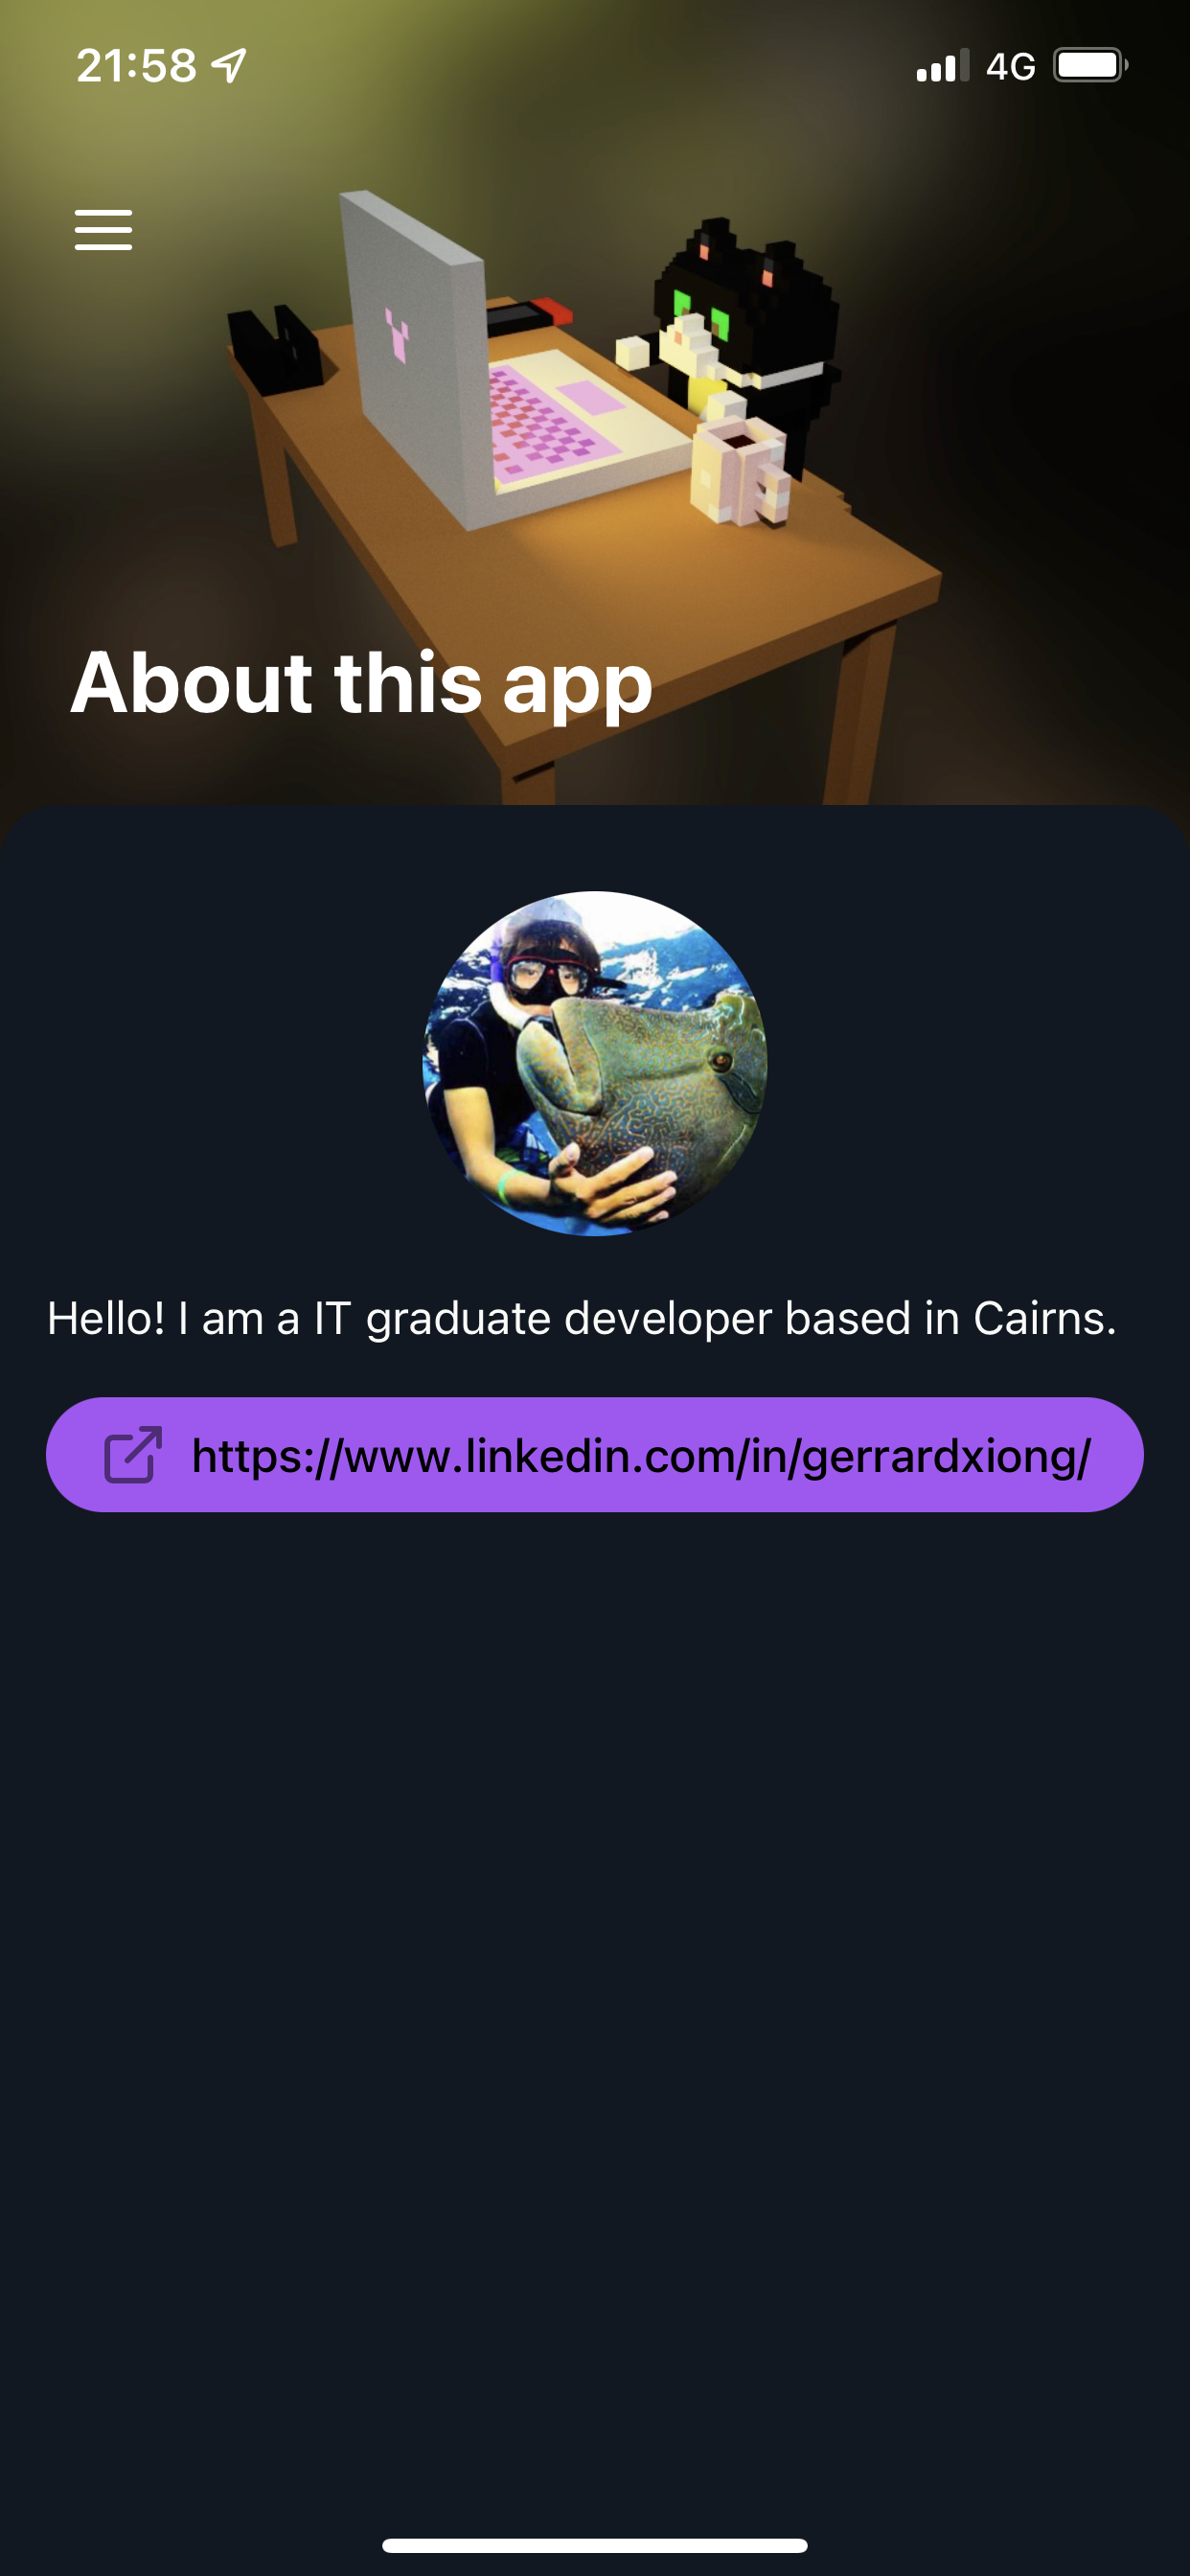 21:58
4G
About this app
Hello! I am a IT graduate developer based in Cairns.
https://www.linkedin.com/in/gerrardxiong/